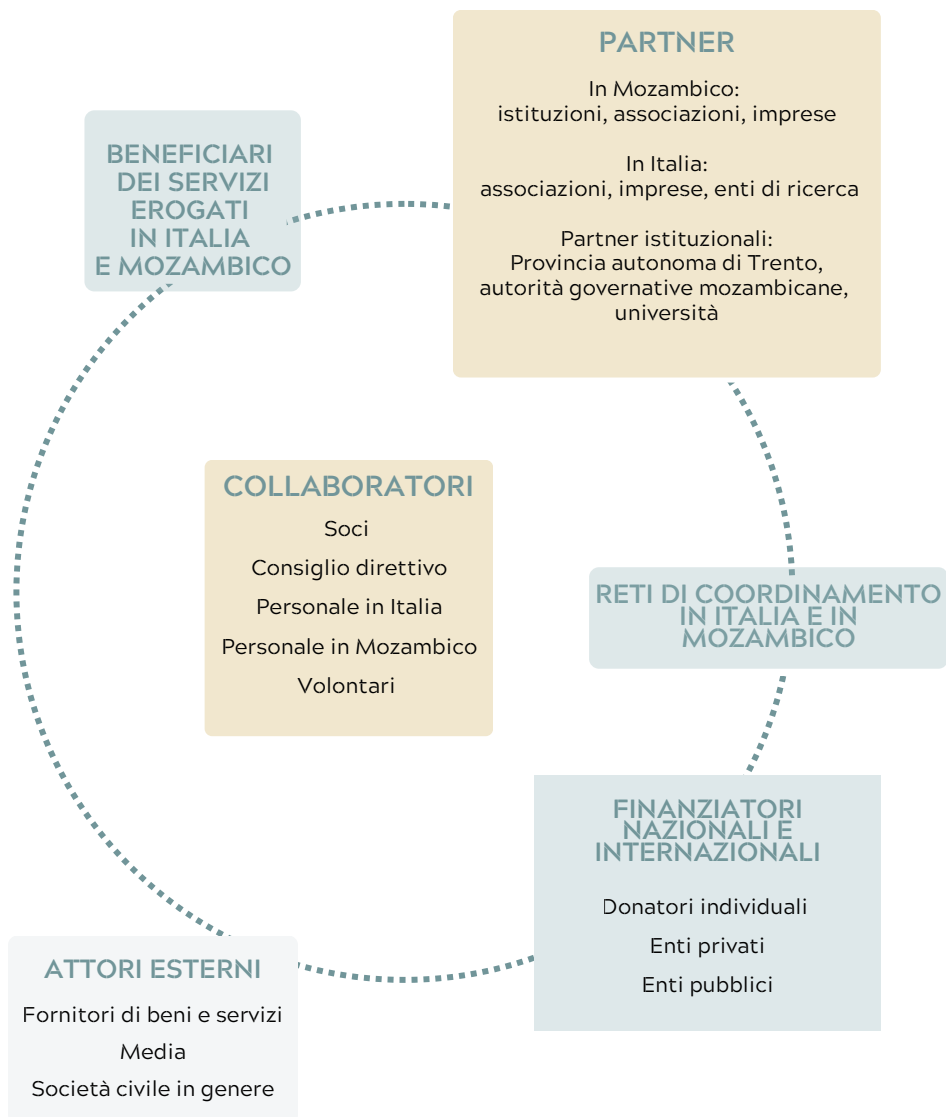 PARTNER
In Mozambico:
istituzioni, associazioni, imprese
In Italia:
associazioni, imprese, enti di ricerca
Partner istituzionali:
Provincia autonoma di Trento,
autorità governative mozambicane,
università
BENEFICIARI
DEI SERVIZI
EROGATI
IN ITALIA
E MOZAMBICO
COLLABORATORI
Soci
Consiglio direttivo
Personale in Italia
Personale in Mozambico
Volontari
RETI DI COORDINAMENTO
IN ITALIA E IN
MOZAMBICO
FINANZIATORI
NAZIONALI E
INTERNAZIONALI
Donatori individuali
Enti privati
Enti pubblici
ATTORI ESTERNI
Fornitori di beni e servizi
Media
Società civile in genere